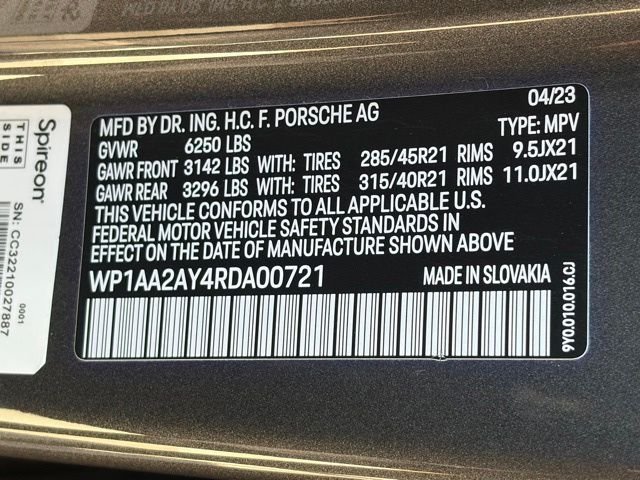 MFD BY DR. ING. H.C. F. PORSCHE AG 04/23
GVWR 6250 LBS TYPE: MPV
GAWR FRONT 3142 LBS WITH: TIRES 285/45R21 RIMS 9.5JX21
GAWR REAR 3296 LBS WITH: TIRES 315/40R21 RIMS 11.0JX21
THIS VEHICLE CONFORMS TO ALL APPLICABLE U.S.
FEDERAL MOTOR VEHICLE SAFETY STANDARDS IN
EFFECT ON THE DATE OF MANUFACTURE SHOWN ABOVE
WP1AA2AY4RDA00721 MADE IN SLOVAKIA
9Y0.010.016.CJ
Spireon
THIS
SIDE
SN: CC32210027887
0001